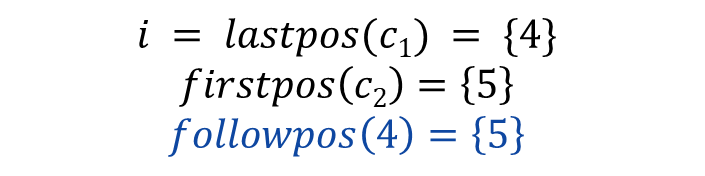 i = lastpos(c₁) = {4}
firstpos(c₂) = {5}
followpos(4) = {5}